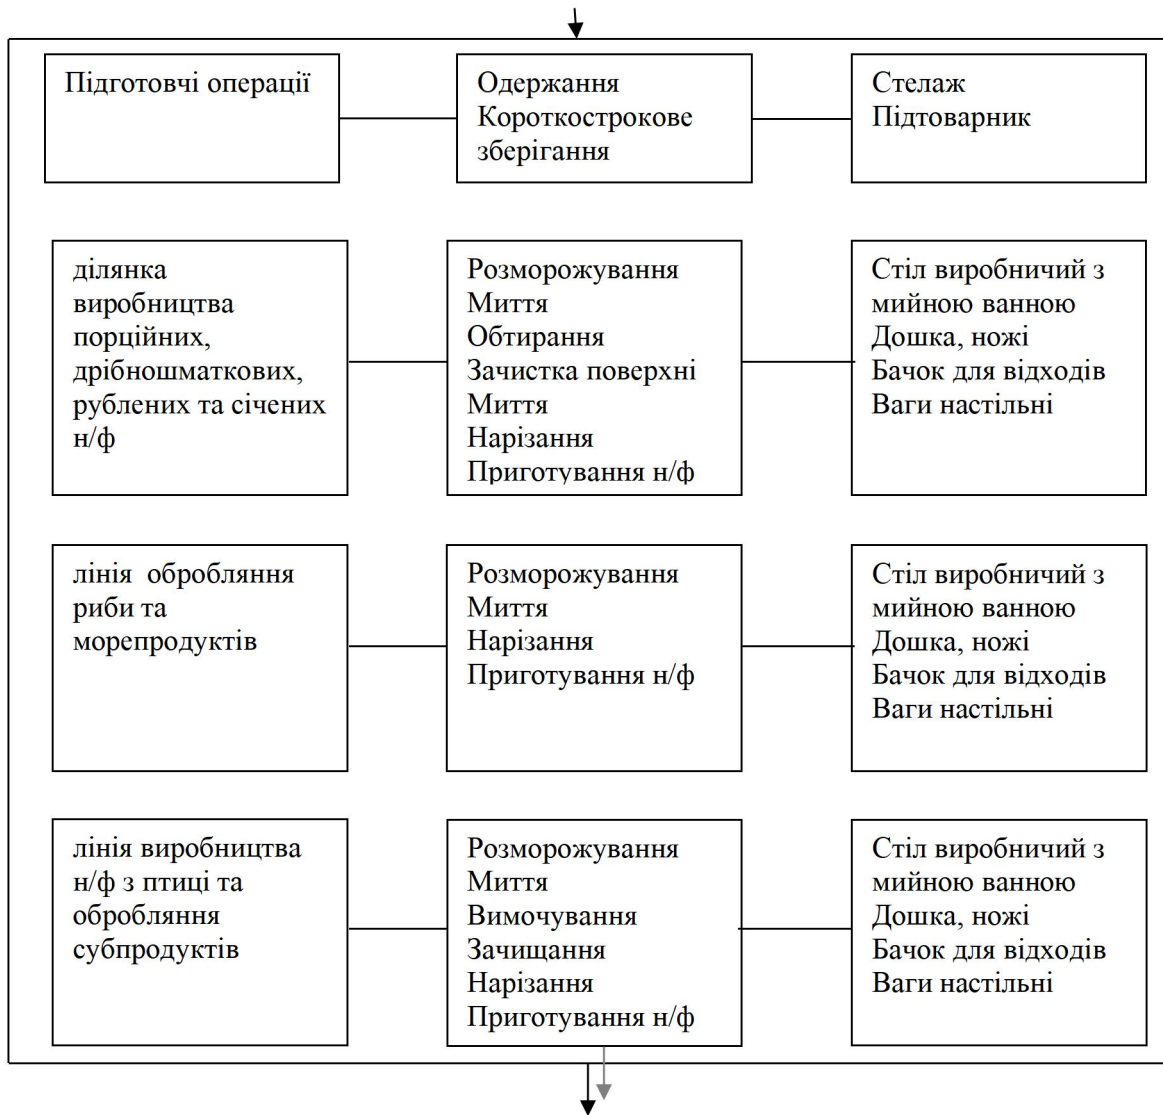 Підготовчі операції
Одержання
Короткострокове
зберігання
Стелаж
Підтоварник
ділянка
виробництва
порційних,
дрібношматкових,
рублених та січених
н/ф
Розморожування
Миття
Обтирання
Зачистка поверхні
Миття
Нарізання
Приготування н/ф
Стіл виробничий з
мийною ванною
Дошка, ножі
Бачок для відходів
Ваги настільні
лінія обробляння
риби та
морепродуктів
Розморожування
Миття
Нарізання
Приготування н/ф
Стіл виробничий з
мийною ванною
Дошка, ножі
Бачок для відходів
Ваги настільні
лінія виробництва
н/ф з птиці та
обробляння
субпродуктів
Розморожування
Миття
Вимочування
Зачищання
Нарізання
Приготування н/ф
Стіл виробничий з
мийною ванною
Дошка, ножі
Бачок для відходів
Ваги настільні